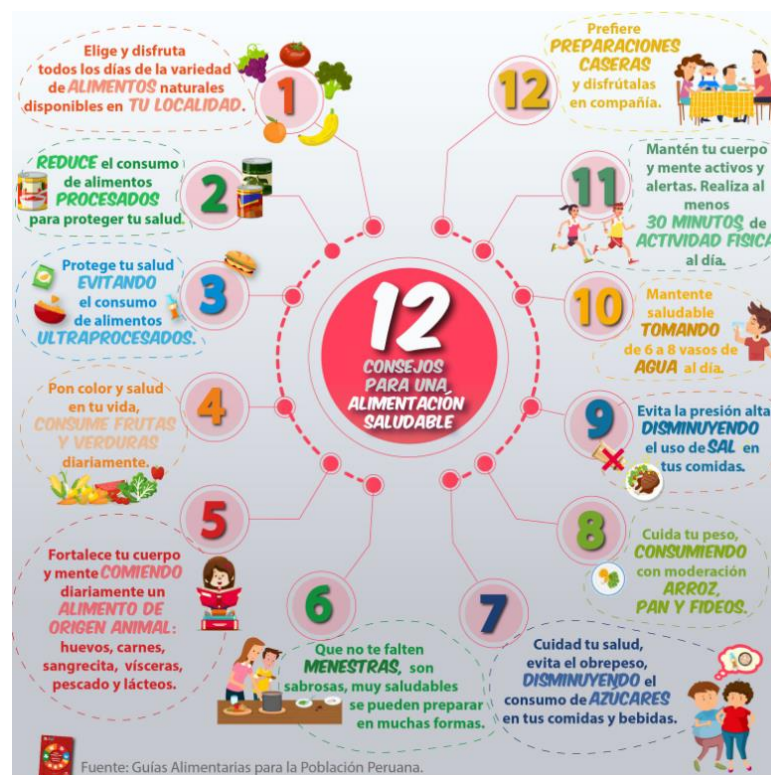 12
CONSEJOS
PARA UNA
ALIMENTACIÓN
SALUDABLE
1
Elige y disfruta
todos los días de la variedad
de ALIMENTOS naturales
disponibles en TU LOCALIDAD.
2
REDUCE el consumo
de alimentos
PROCESADOS
para proteger tu salud.
3
Protege tu salud
EVITANDO
el consumo
de alimentos
ULTRAPROCESADOS.
4
Pon color y salud
en tu vida,
CONSUME FRUTAS
Y VERDURAS
diariamente.
5
Fortalece tu cuerpo
y mente COMIENDO
diariamente un
ALIMENTO DE
ORIGEN ANIMAL:
huevos, carnes,
sangrecita, vísceras,
pescado y lácteos.
6
Que no te falten
MENESTRAS, son
sabrosas, muy saludables
se pueden preparar
en muchas formas.
7
Cuidad tu salud,
evita el obrepeso,
DISMINUYENDO el
consumo de AZÚCARES
en tus comidas y bebidas.
8
Cuida tu peso,
CONSUMIENDO
con moderación
ARROZ,
PAN Y FIDEOS.
9
Evita la presión alta
DISMINUYENDO
el uso de SAL en
tus comidas.
10
Mantente
saludable
TOMANDO
de 6 a 8 vasos de
AGUA al día.
11
Mantén tu cuerpo
y mente activos y
alertas. Realiza al
menos
30 MINUTOS de
ACTIVIDAD FÍSICA
al día.
12
Prefiere
PREPARACIONES
CASERAS
y disfrútalas
en compañía.
Fuente: Guías Alimentarias para la Población Peruana.